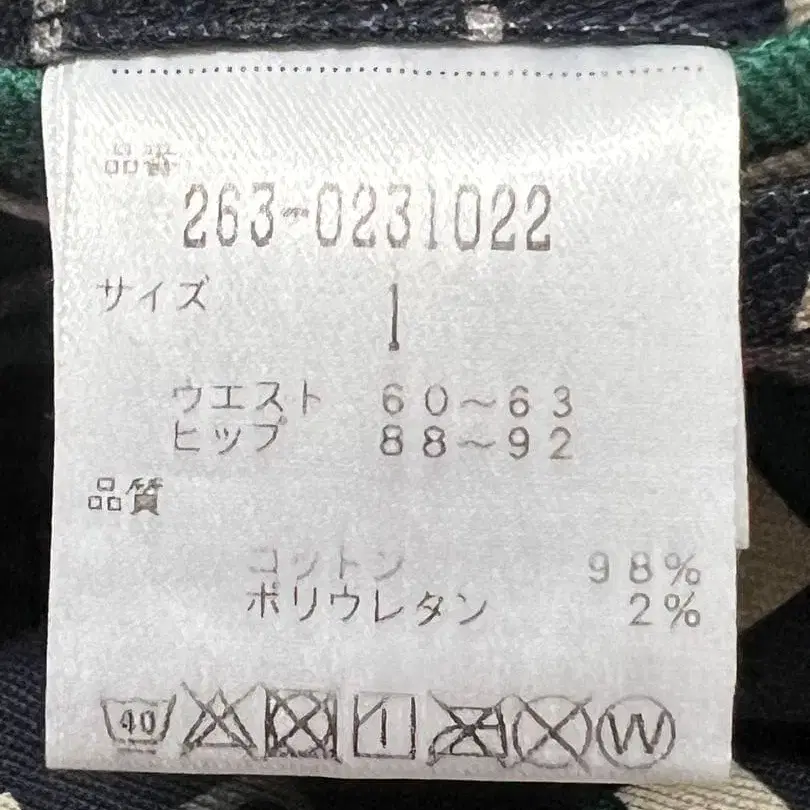 品番
263-0231022
サイズ 1
ウエスト 60～63
ヒップ 88～92
品質
コットン 98%
ポリウレタン 2%
40 W